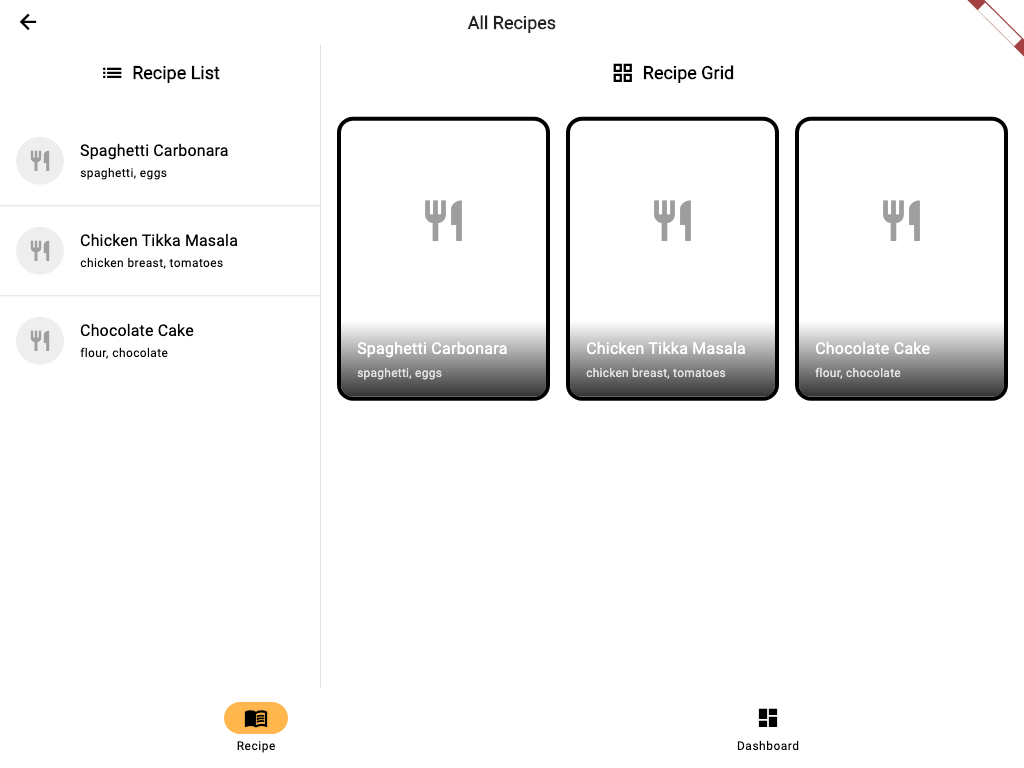 All Recipes
Recipe List
Spaghetti Carbonara
spaghetti, eggs
Chicken Tikka Masala
chicken breast, tomatoes
Chocolate Cake
flour, chocolate
Recipe Grid
Spaghetti Carbonara
spaghetti, eggs
Chicken Tikka Masala
chicken breast, tomatoes
Chocolate Cake
flour, chocolate
Recipe
Dashboard